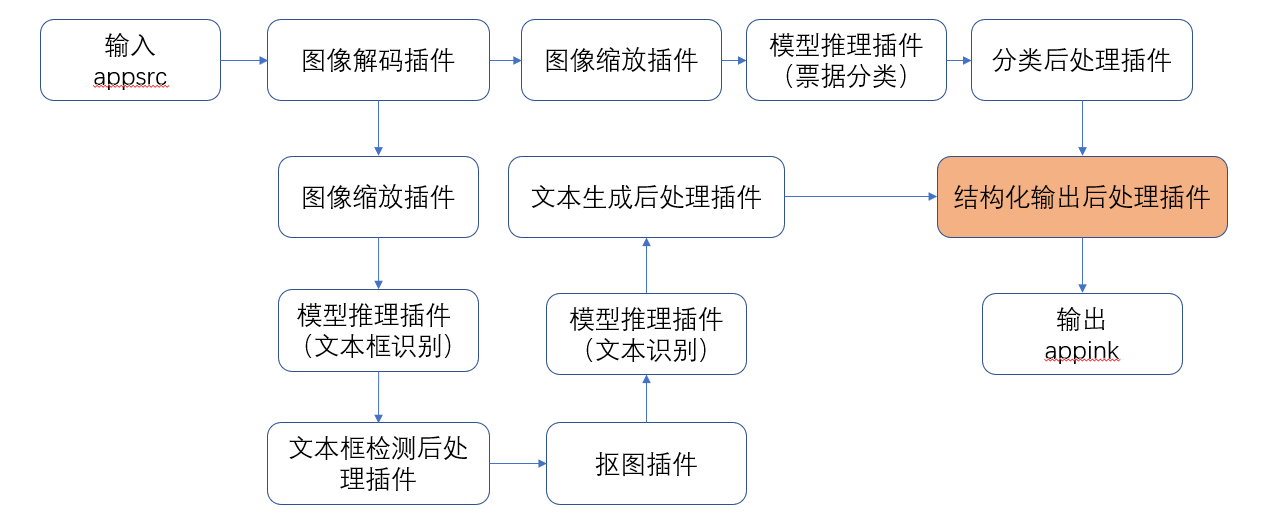 输入
appsrc
图像解码插件
图像缩放插件
模型推理插件
（票据分类）
分类后处理插件
图像缩放插件
文本生成后处理插件
结构化输出后处理插件
模型推理插件
（文本框识别）
模型推理插件
（文本识别）
输出
appink
文本框检测后处
理插件
抠图插件